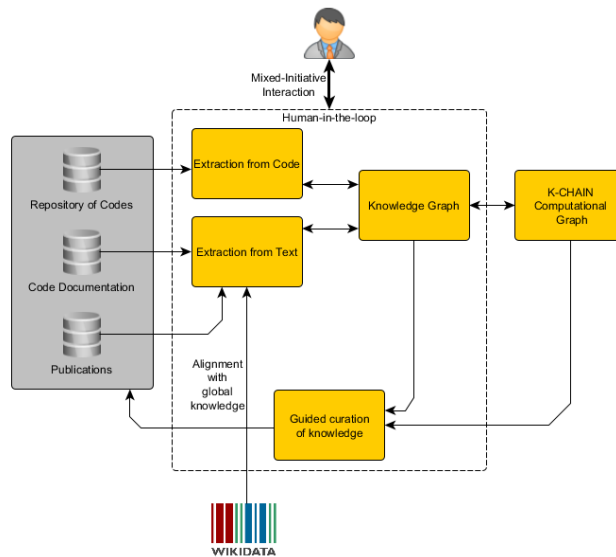 Mixed-Initiative
Interaction
Human-in-the-loop
Extraction from Code
Repository of Codes
Knowledge Graph
K-CHAIN
Computational
Graph
Extraction from Text
Code Documentation
Publications
Alignment
with
global
knowledge
Guided curation
of knowledge
WIKIDATA